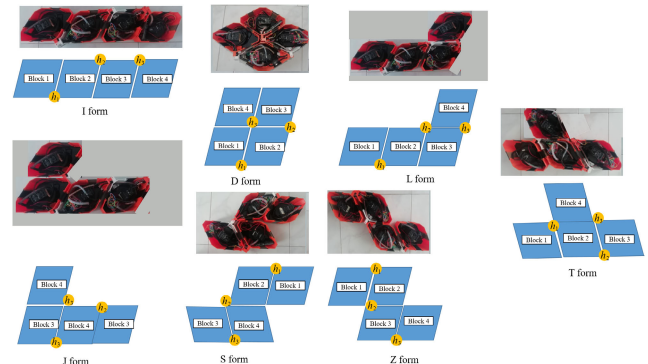 h₃ h₃
Block 1 Block 2 Block 3 Block 4
h₁
I form
Block 4 Block 3
h₃ h₂
Block 1 Block 2
h₁
D form
Block 4
h₂ h₃
Block 1 Block 2 Block 3
h₁
L form
Block 4
h₁ h₃
Block 1 Block 2 Block 3
h₂
T form
Block 4
h₃ h₂
Block 3 Block 4 Block 3
h₃
J form
h₁
Block 2 Block 1
h₂
Block 3 Block 4
h₃
S form
h₁
Block 1 Block 2
h₂
Block 3 Block 4
h₃
Z form